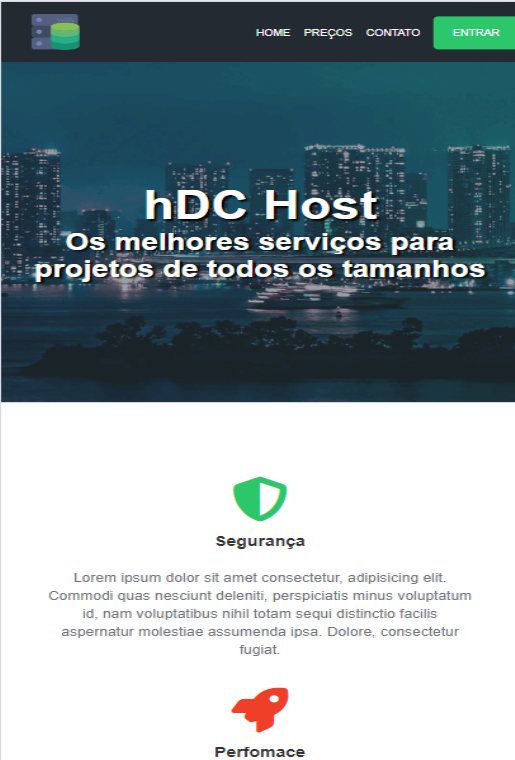 HOME PREÇOS CONTATO ENTRAR
hDC Host
Os melhores serviços para
projetos de todos os tamanhos
Segurança
Lorem ipsum dolor sit amet consectetur, adipisicing elit.
Commodi quas nesciunt deleniti, perspiciatis minus voluptatum
id, nam voluptatibus nihil totam sequi distinctio facilis
aspernatur molestiae assumenda ipsa. Dolore, consectetur
fugiat.
Perfomace